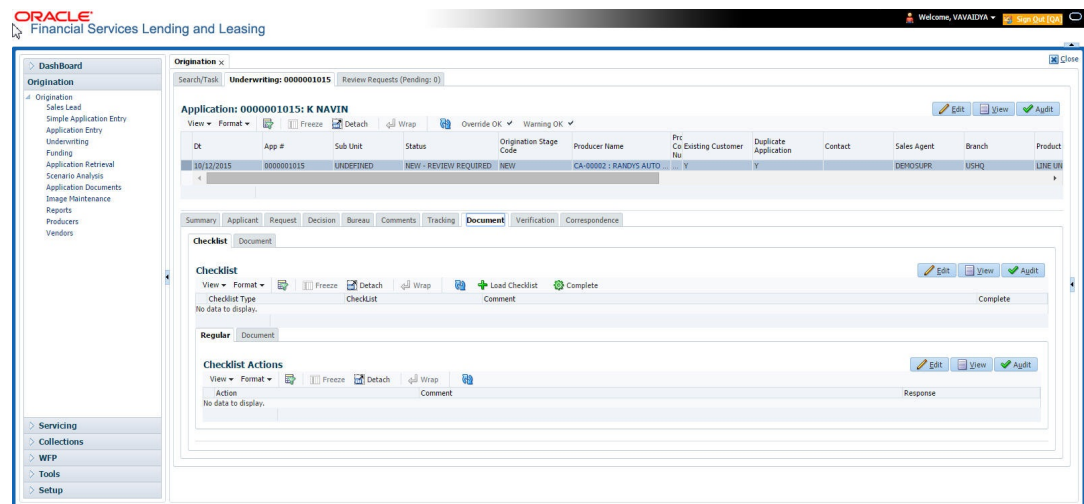 ORACLE
Financial Services Lending and Leasing
Welcome, VAVAIDYA
Sign Out [QA]
DashBoard
Origination
Origination
Sales Lead
Simple Application Entry
Application Entry
Underwriting
Funding
Application Retrieval
Scenario Analysis
Application Documents
Image Maintenance
Reports
Producers
Vendors
Servicing
Collections
WFP
Tools
Setup
Origination x
Close
Search/Task Underwriting: 0000001015 Review Requests (Pending: 0)
Application: 0000001015: K NAVIN
Edit View Audit
View Format Freeze Detach Wrap Override OK Warning OK
Dt App # Sub Unit Status Origination Stage Code Producer Name Prc Co Nu Existing Customer Duplicate Application Contact Sales Agent Branch Product
10/12/2015 0000001015 UNDEFINED NEW - REVIEW REQUIRED NEW CA-00002 : RANDYS AUTO ... ... Y Y DEMOSUPR USHQ LINE UN
Summary Applicant Request Decision Bureau Comments Tracking Document Verification Correspondence
Checklist Document
Checklist
Edit View Audit
View Format Freeze Detach Wrap Load Checklist Complete
Checklist Type CheckList Comment Complete
No data to display.
Regular Document
Checklist Actions
Edit View Audit
View Format Freeze Detach Wrap
Action Comment Response
No data to display.